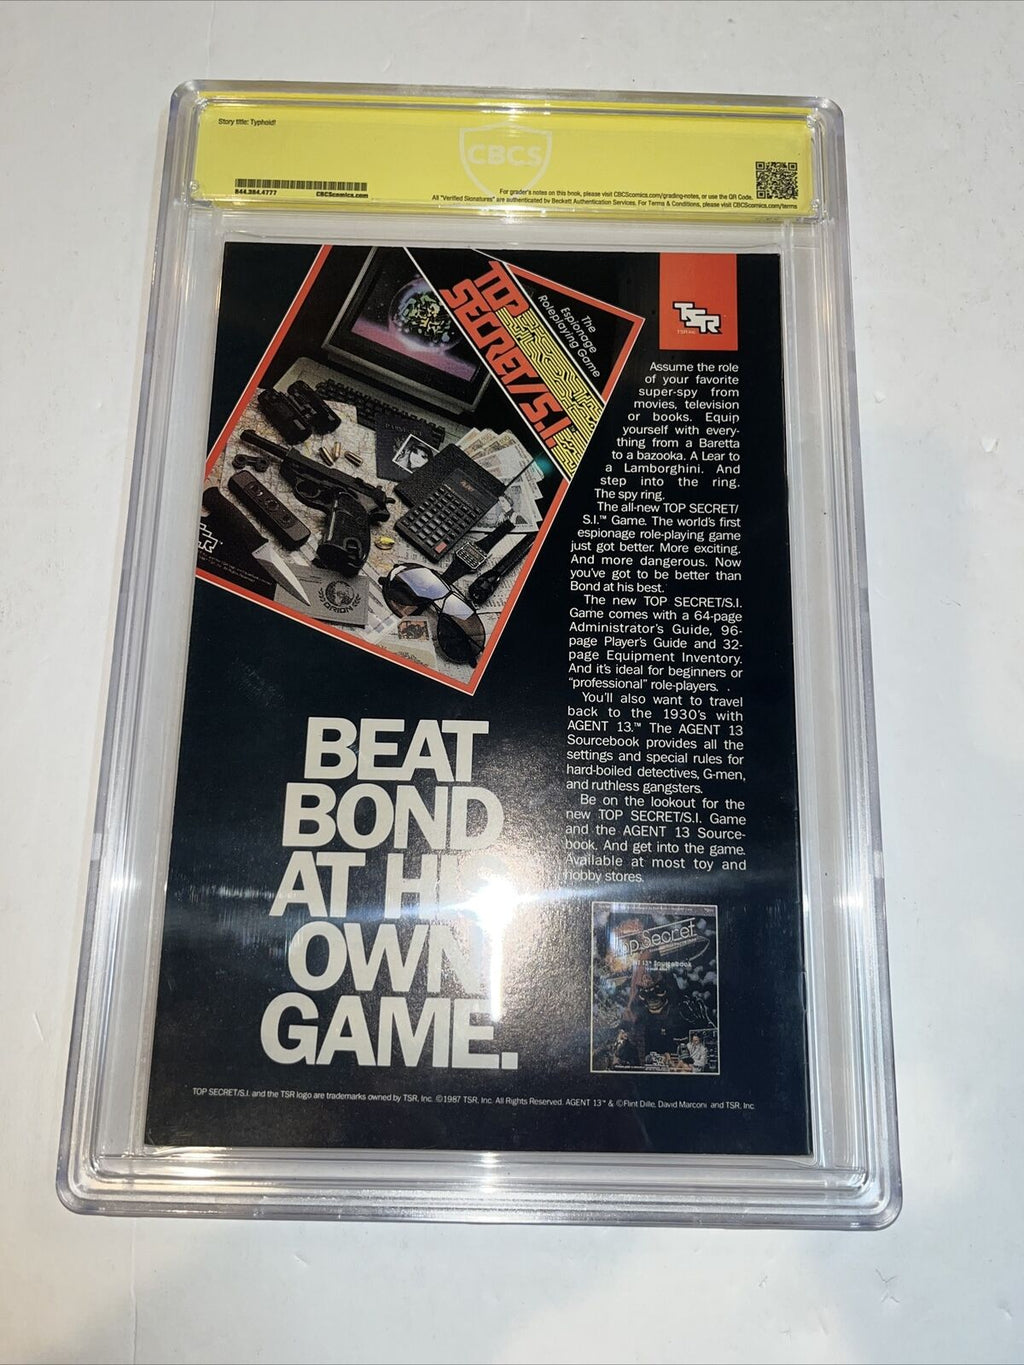 Story title: Typhoid!
CBCS
844.384.4777
CBCScomics.com
For grader's notes on this book, please visit CBCScomics.com/grading-notes, or use the QR Code.
All "Verified Signatures" are authenticated by Beckett Authentication Services. For Terms & Conditions, please visit CBCScomics.com/terms
TOP
SECRET/S.I.
The
Espionage
Roleplaying Game
ORION
TSR
TSR, Inc.
Assume the role
of your favorite
super-spy from
movies, television
or books. Equip
yourself with every-
thing from a Baretta
to a bazooka. A Lear to
a Lamborghini. And
step into the ring.
The spy ring.
The all-new TOP SECRET/
S.I.™ Game. The world's first
espionage role-playing game
just got better. More exciting.
And more dangerous. Now
you've got to be better than
Bond at his best.
The new TOP SECRET/S.I.
Game comes with a 64-page
Administrator's Guide, 96-
page Player's Guide and 32-
page Equipment Inventory.
And it's ideal for beginners or
"professional" role-players.
You'll also want to travel
back to the 1930's with
AGENT 13.™ The AGENT 13
Sourcebook provides all the
settings and special rules for
hard-boiled detectives, G-men,
and ruthless gangsters.
Be on the lookout for the
new TOP SECRET/S.I. Game
and the AGENT 13 Source-
book. And get into the game.
Available at most toy and
hobby stores.
BEAT
BOND
AT HIS
OWN
GAME.
Top Secret
13™ Sourcebook
TOP SECRET/S.I. and the TSR logo are trademarks owned by TSR, Inc. ©1987 TSR, Inc. All Rights Reserved. AGENT 13™ & ©Flint Dille, David Marconi and TSR, Inc.